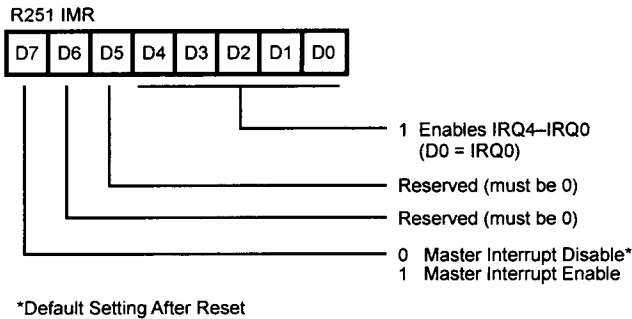 R251 IMR
D7 D6 D5 D4 D3 D2 D1 D0
1 Enables IRQ4–IRQ0
(D0 = IRQ0)
Reserved (must be 0)
Reserved (must be 0)
0 Master Interrupt Disable*
1 Master Interrupt Enable
*Default Setting After Reset